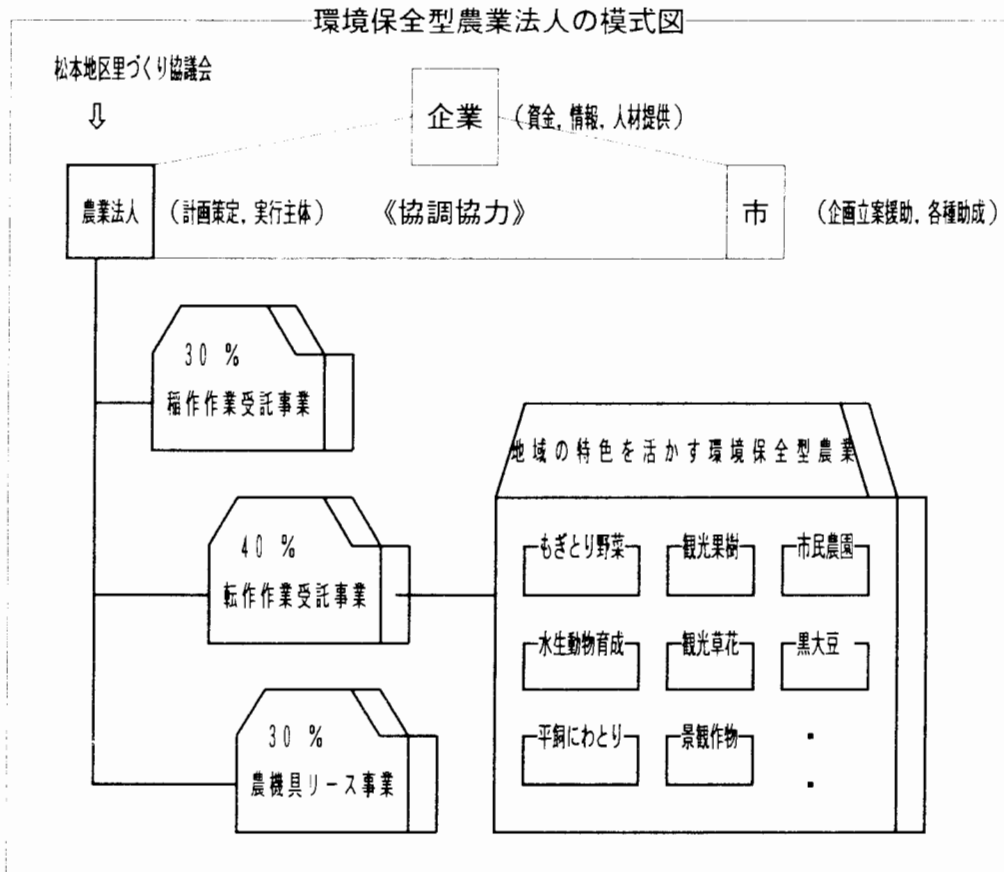 環境保全型農業法人の模式図
松本地区里づくり協議会
⇩
企業 (資金, 情報, 人材提供)
農業法人 (計画策定, 実行主体) 《協調協力》 市 (企画立案援助, 各種助成)
30 %
稲作作業受託事業
40 %
転作作業受託事業
30 %
農機具リース事業
地域の特色を活かす環境保全型農業
もぎとり野菜 観光果樹 市民農園
水生動物育成 観光草花 黒大豆
平飼にわとり 景観作物 ・
・